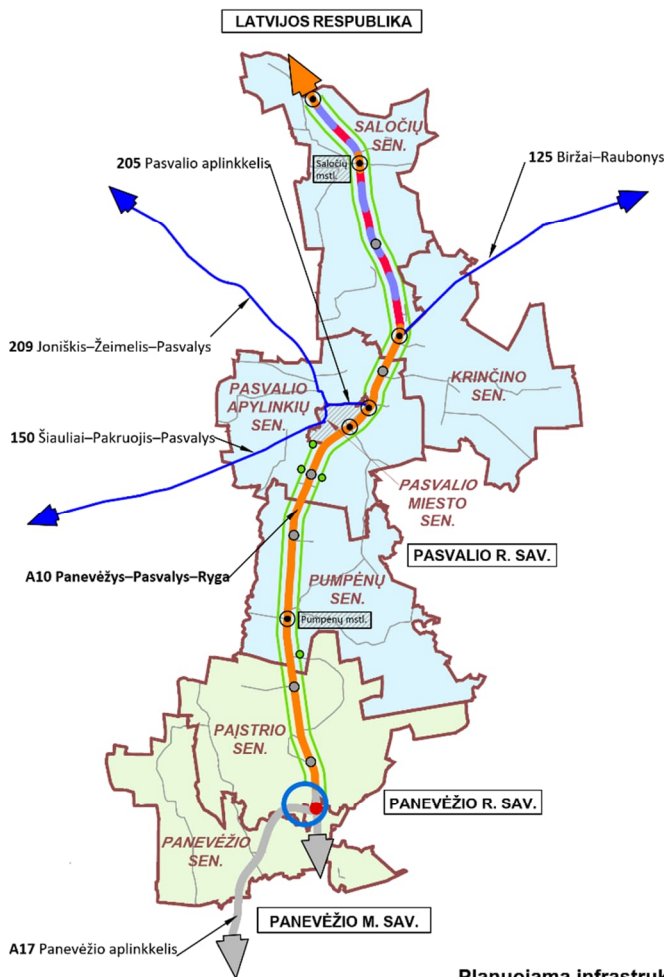 LATVIJOS RESPUBLIKA
SALOČIŲ
SEN.
205 Pasvalio aplinkkelis
Saločių
mstl.
125 Biržai–Raubonys
209 Joniškis–Žeimelis–Pasvalys
PASVALIO
APYLINKIŲ
SEN.
KRINČINO
SEN.
150 Šiauliai–Pakruojis–Pasvalys
PASVALIO
MIESTO
SEN.
PASVALIO R. SAV.
A10 Panevėžys–Pasvalys–Ryga
PUMPĖNŲ
SEN.
Pumpėnų mstl.
PAĮSTRIO
SEN.
PANEVĖŽIO R. SAV.
PANEVĖŽIO
SEN.
PANEVĖŽIO M. SAV.
A17 Panevėžio aplinkkelis